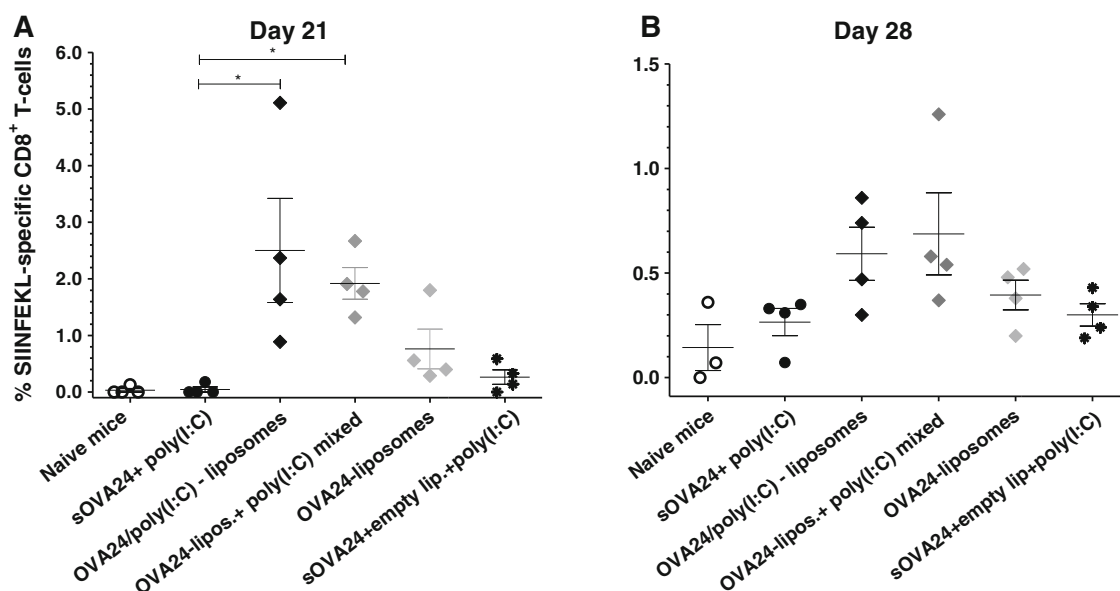 A
Day 21
% SIINFEKL-specific CD8+ T-cells
6.0
5.0
4.0
3.0
2.0
1.0
0.0
*
*
Naive mice
sOVA24+ poly(I:C)
OVA24/poly(I:C) - liposomes
OVA24-lipos.+ poly(I:C) mixed
OVA24-liposomes
sOVA24+empty lip+poly(I:C)
B
Day 28
1.5
1.0
0.5
0.0
Naive mice
sOVA24+ poly(I:C)
OVA24/poly(I:C) - liposomes
OVA24-lipos.+ poly(I:C) mixed
OVA24-liposomes
sOVA24+empty lip+poly(I:C)